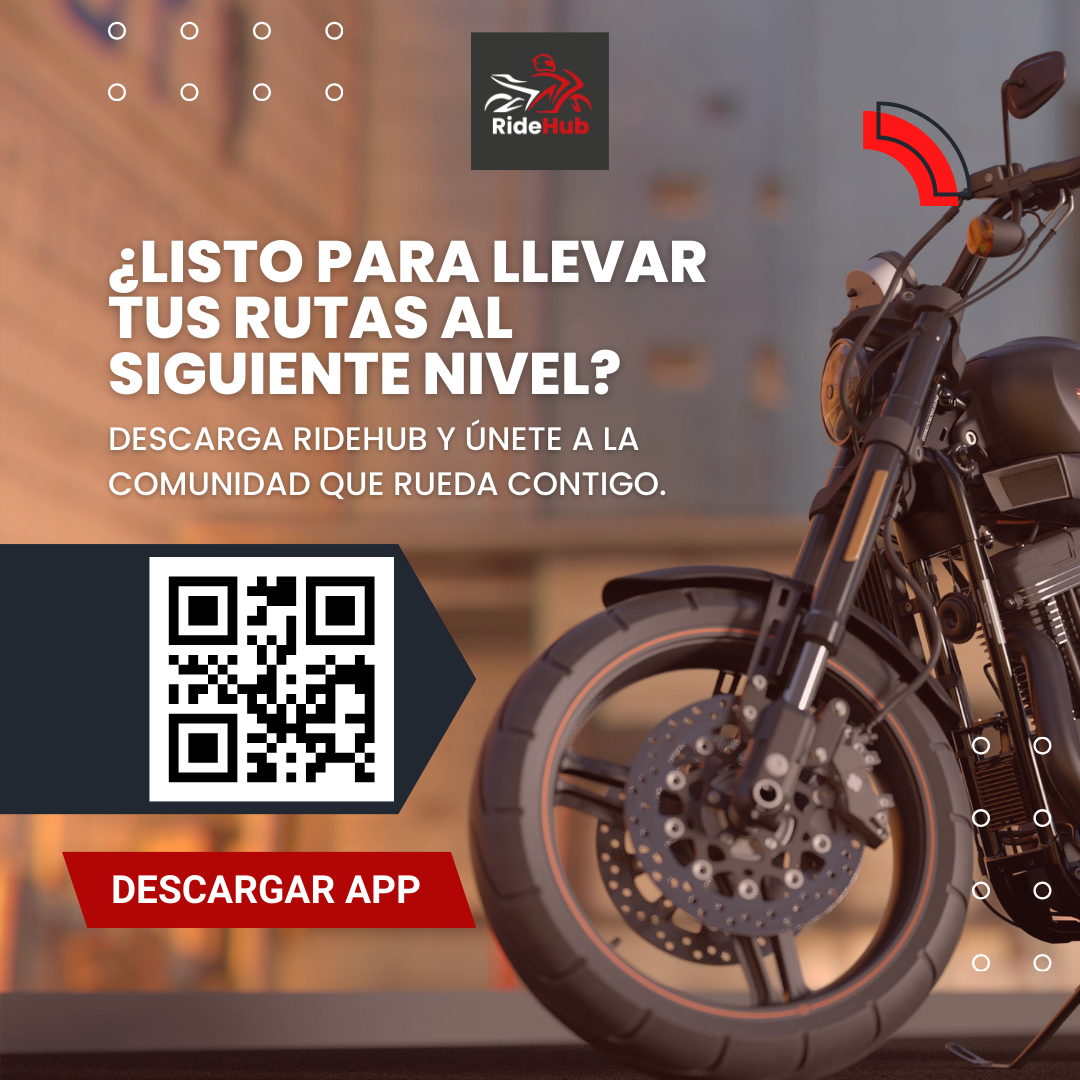 RideHub
¿LISTO PARA LLEVAR
TUS RUTAS AL
SIGUIENTE NIVEL?
DESCARGA RIDEHUB Y ÚNETE A LA
COMUNIDAD QUE RUEDA CONTIGO.
DESCARGAR APP